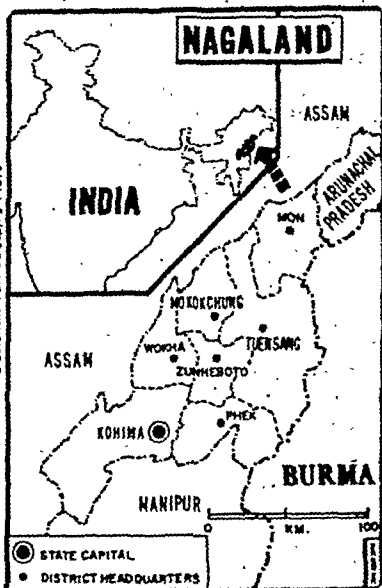 NAGALAND
ASSAM
ARUNACHAL
PRADESH
INDIA
MON
MOKOKCHUNG
TUENSANG
ASSAM
WOKHA
ZUNHEBOTO
KOHIMA
PHEK
BURMA
MANIPUR
0 KM. 100
STATE CAPITAL
DISTRICT HEADQUARTERS